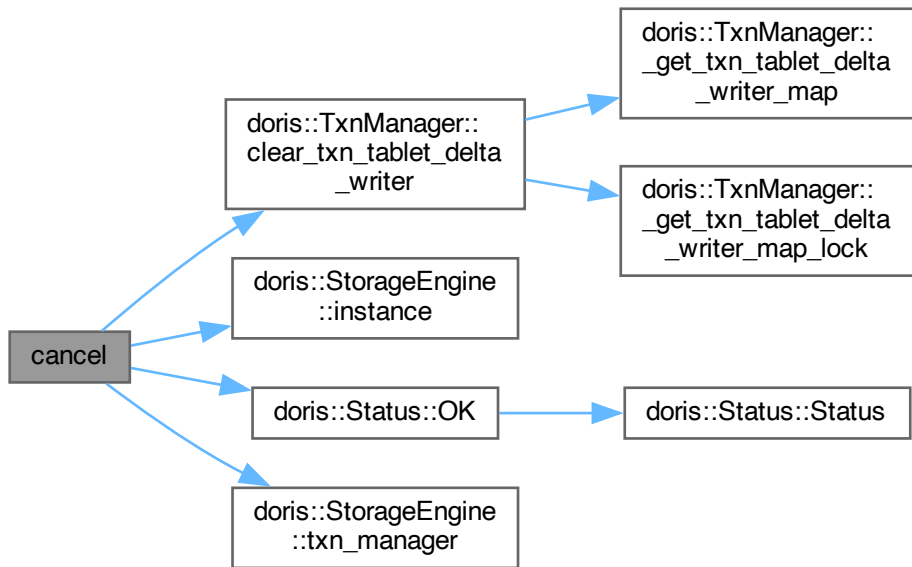 doris::TxnManager::
_get_txn_tablet_delta
_writer_map
doris::TxnManager::
clear_txn_tablet_delta
_writer
doris::TxnManager::
_get_txn_tablet_delta
_writer_map_lock
doris::StorageEngine
::instance
cancel
doris::Status::OK
doris::Status::Status
doris::StorageEngine
::txn_manager